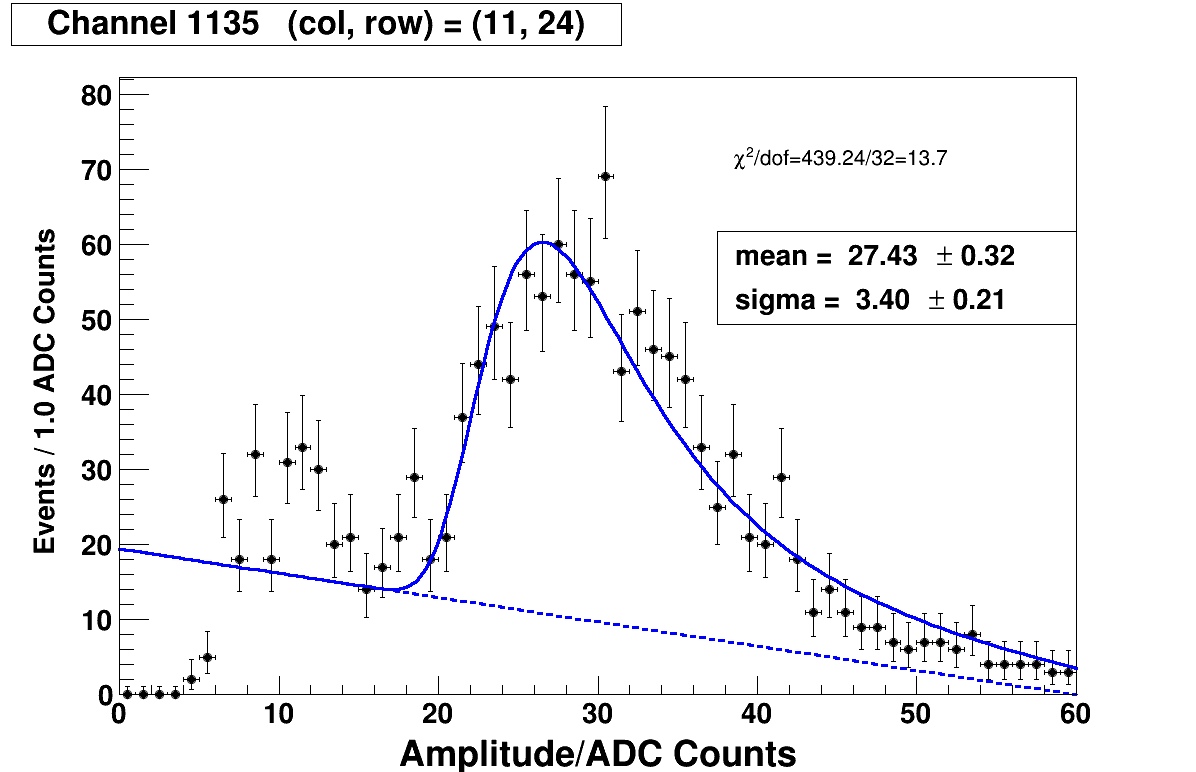 Channel 1135 (col, row) = (11, 24)
80
70
60
50
40
30
20
10
0
Events / 1.0 ADC Counts
χ²/dof=439.24/32=13.7
mean = 27.43 ± 0.32
sigma = 3.40 ± 0.21
0 10 20 30 40 50 60
Amplitude/ADC Counts